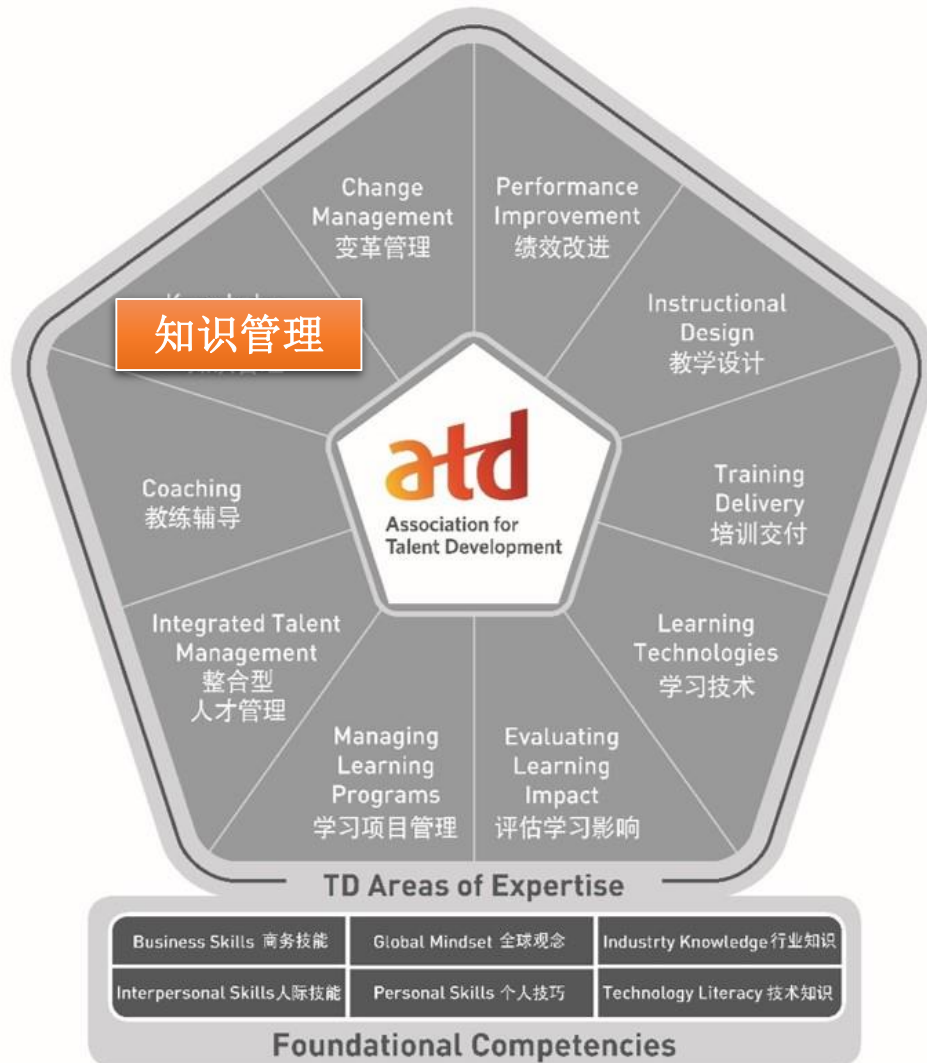 Change
Management
变革管理
Performance
Improvement
绩效改进
Instructional
Design
教学设计
Training
Delivery
培训交付
Learning
Technologies
学习技术
Evaluating
Learning
Impact
评估学习影响
Managing
Learning
Programs
学习项目管理
Integrated Talent
Management
整合型
人才管理
Coaching
教练辅导
知识管理
atd
Association for
Talent Development
TD Areas of Expertise
Business Skills 商务技能
Global Mindset 全球观念
Industrty Knowledge 行业知识
Interpersonal Skills 人际技能
Personal Skills 个人技巧
Technology Literacy 技术知识
Foundational Competencies